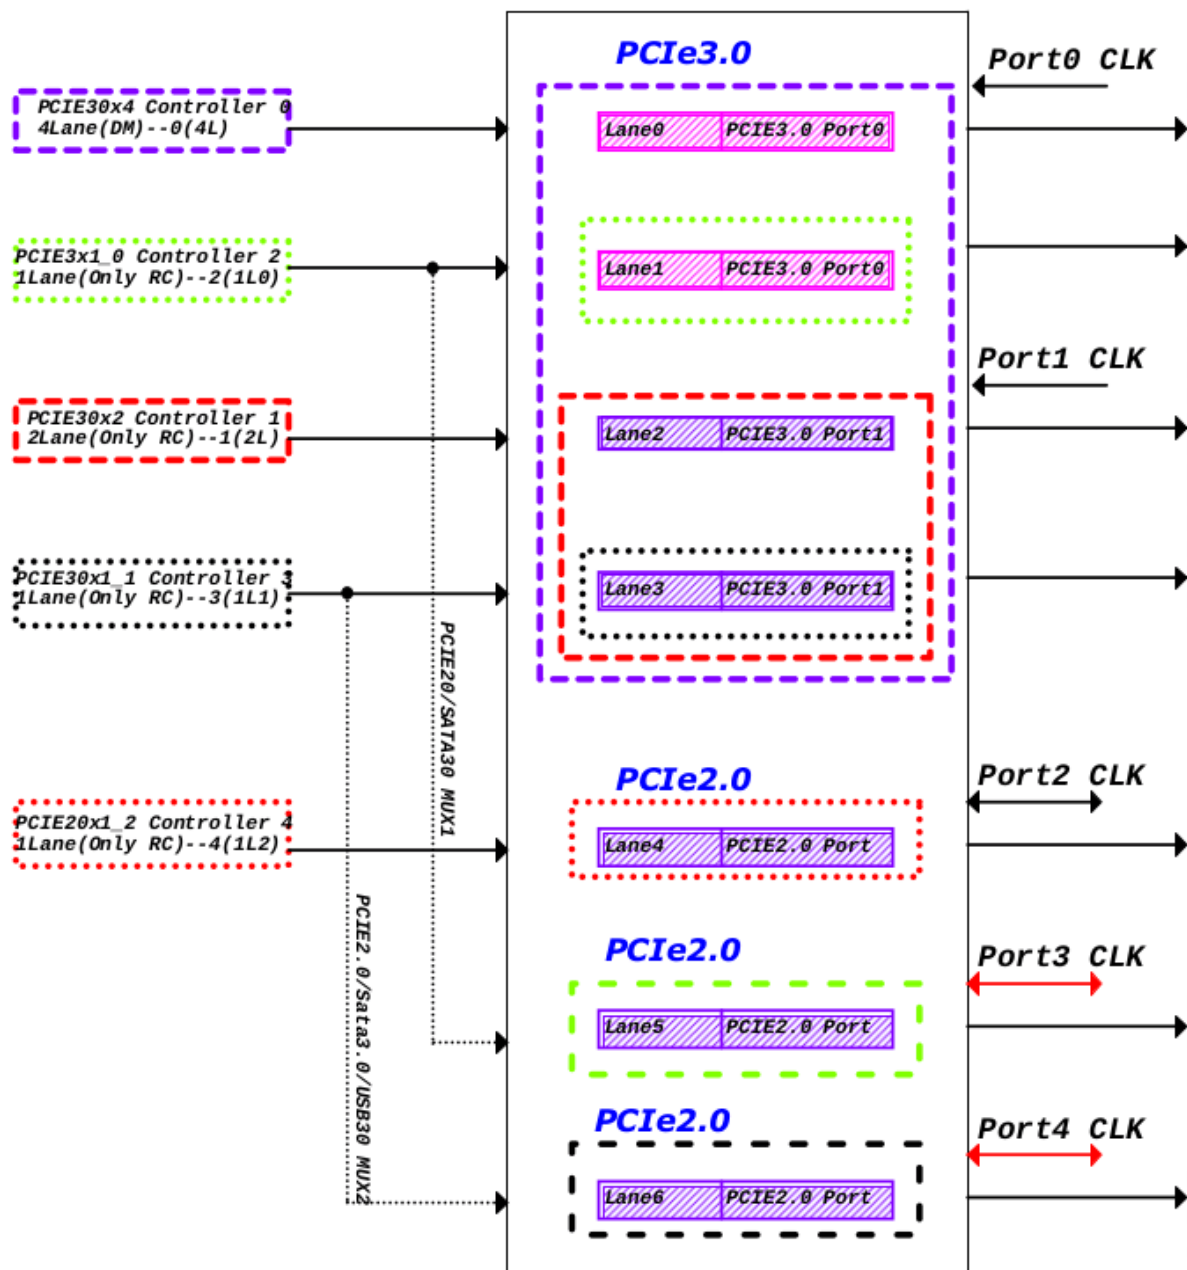 PCIe3.0
Port0 CLK
PCIE30x4 Controller 0
4Lane(DM)--0(4L)
Lane0 PCIE3.0 Port0
PCIE3x1_0 Controller 2
1Lane(Only RC)--2(1L0)
Lane1 PCIE3.0 Port0
Port1 CLK
PCIE30x2 Controller 1
2Lane(Only RC)--1(2L)
Lane2 PCIE3.0 Port1
PCIE30x1_1 Controller 3
1Lane(Only RC)--3(1L1)
Lane3 PCIE3.0 Port1
PCIE20/SATA30 MUX1
PCIe2.0
Port2 CLK
PCIE20x1_2 Controller 4
1Lane(Only RC)--4(1L2)
Lane4 PCIE2.0 Port
PCIE2.0/Sata3.0/USB30 MUX2
PCIe2.0
Port3 CLK
Lane5 PCIE2.0 Port
PCIe2.0
Port4 CLK
Lane6 PCIE2.0 Port